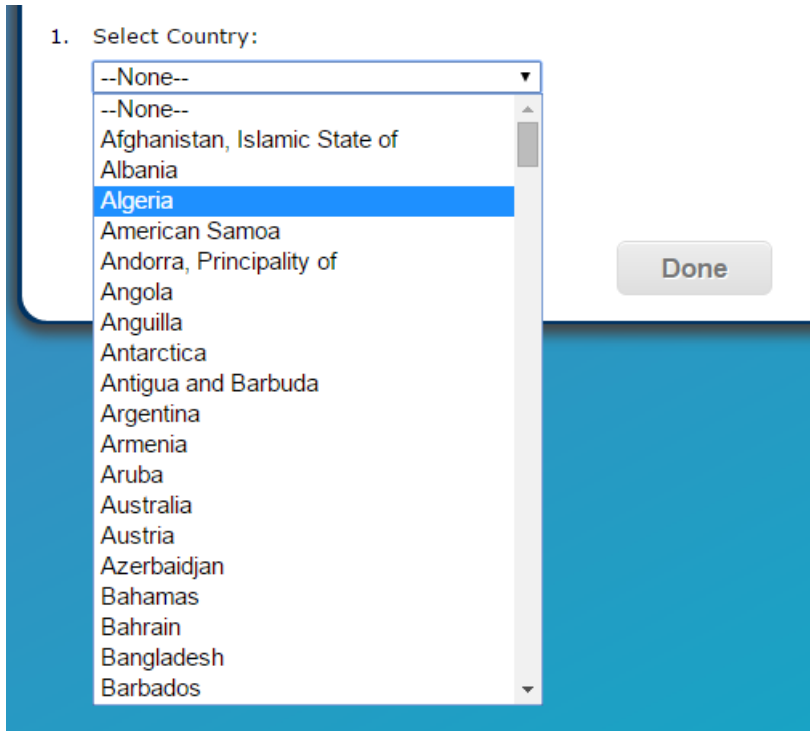 1. Select Country:
--None--
--None--
Afghanistan, Islamic State of
Albania
Algeria
American Samoa
Andorra, Principality of
Angola
Anguilla
Antarctica
Antigua and Barbuda
Argentina
Armenia
Aruba
Australia
Austria
Azerbaidjan
Bahamas
Bahrain
Bangladesh
Barbados
Done